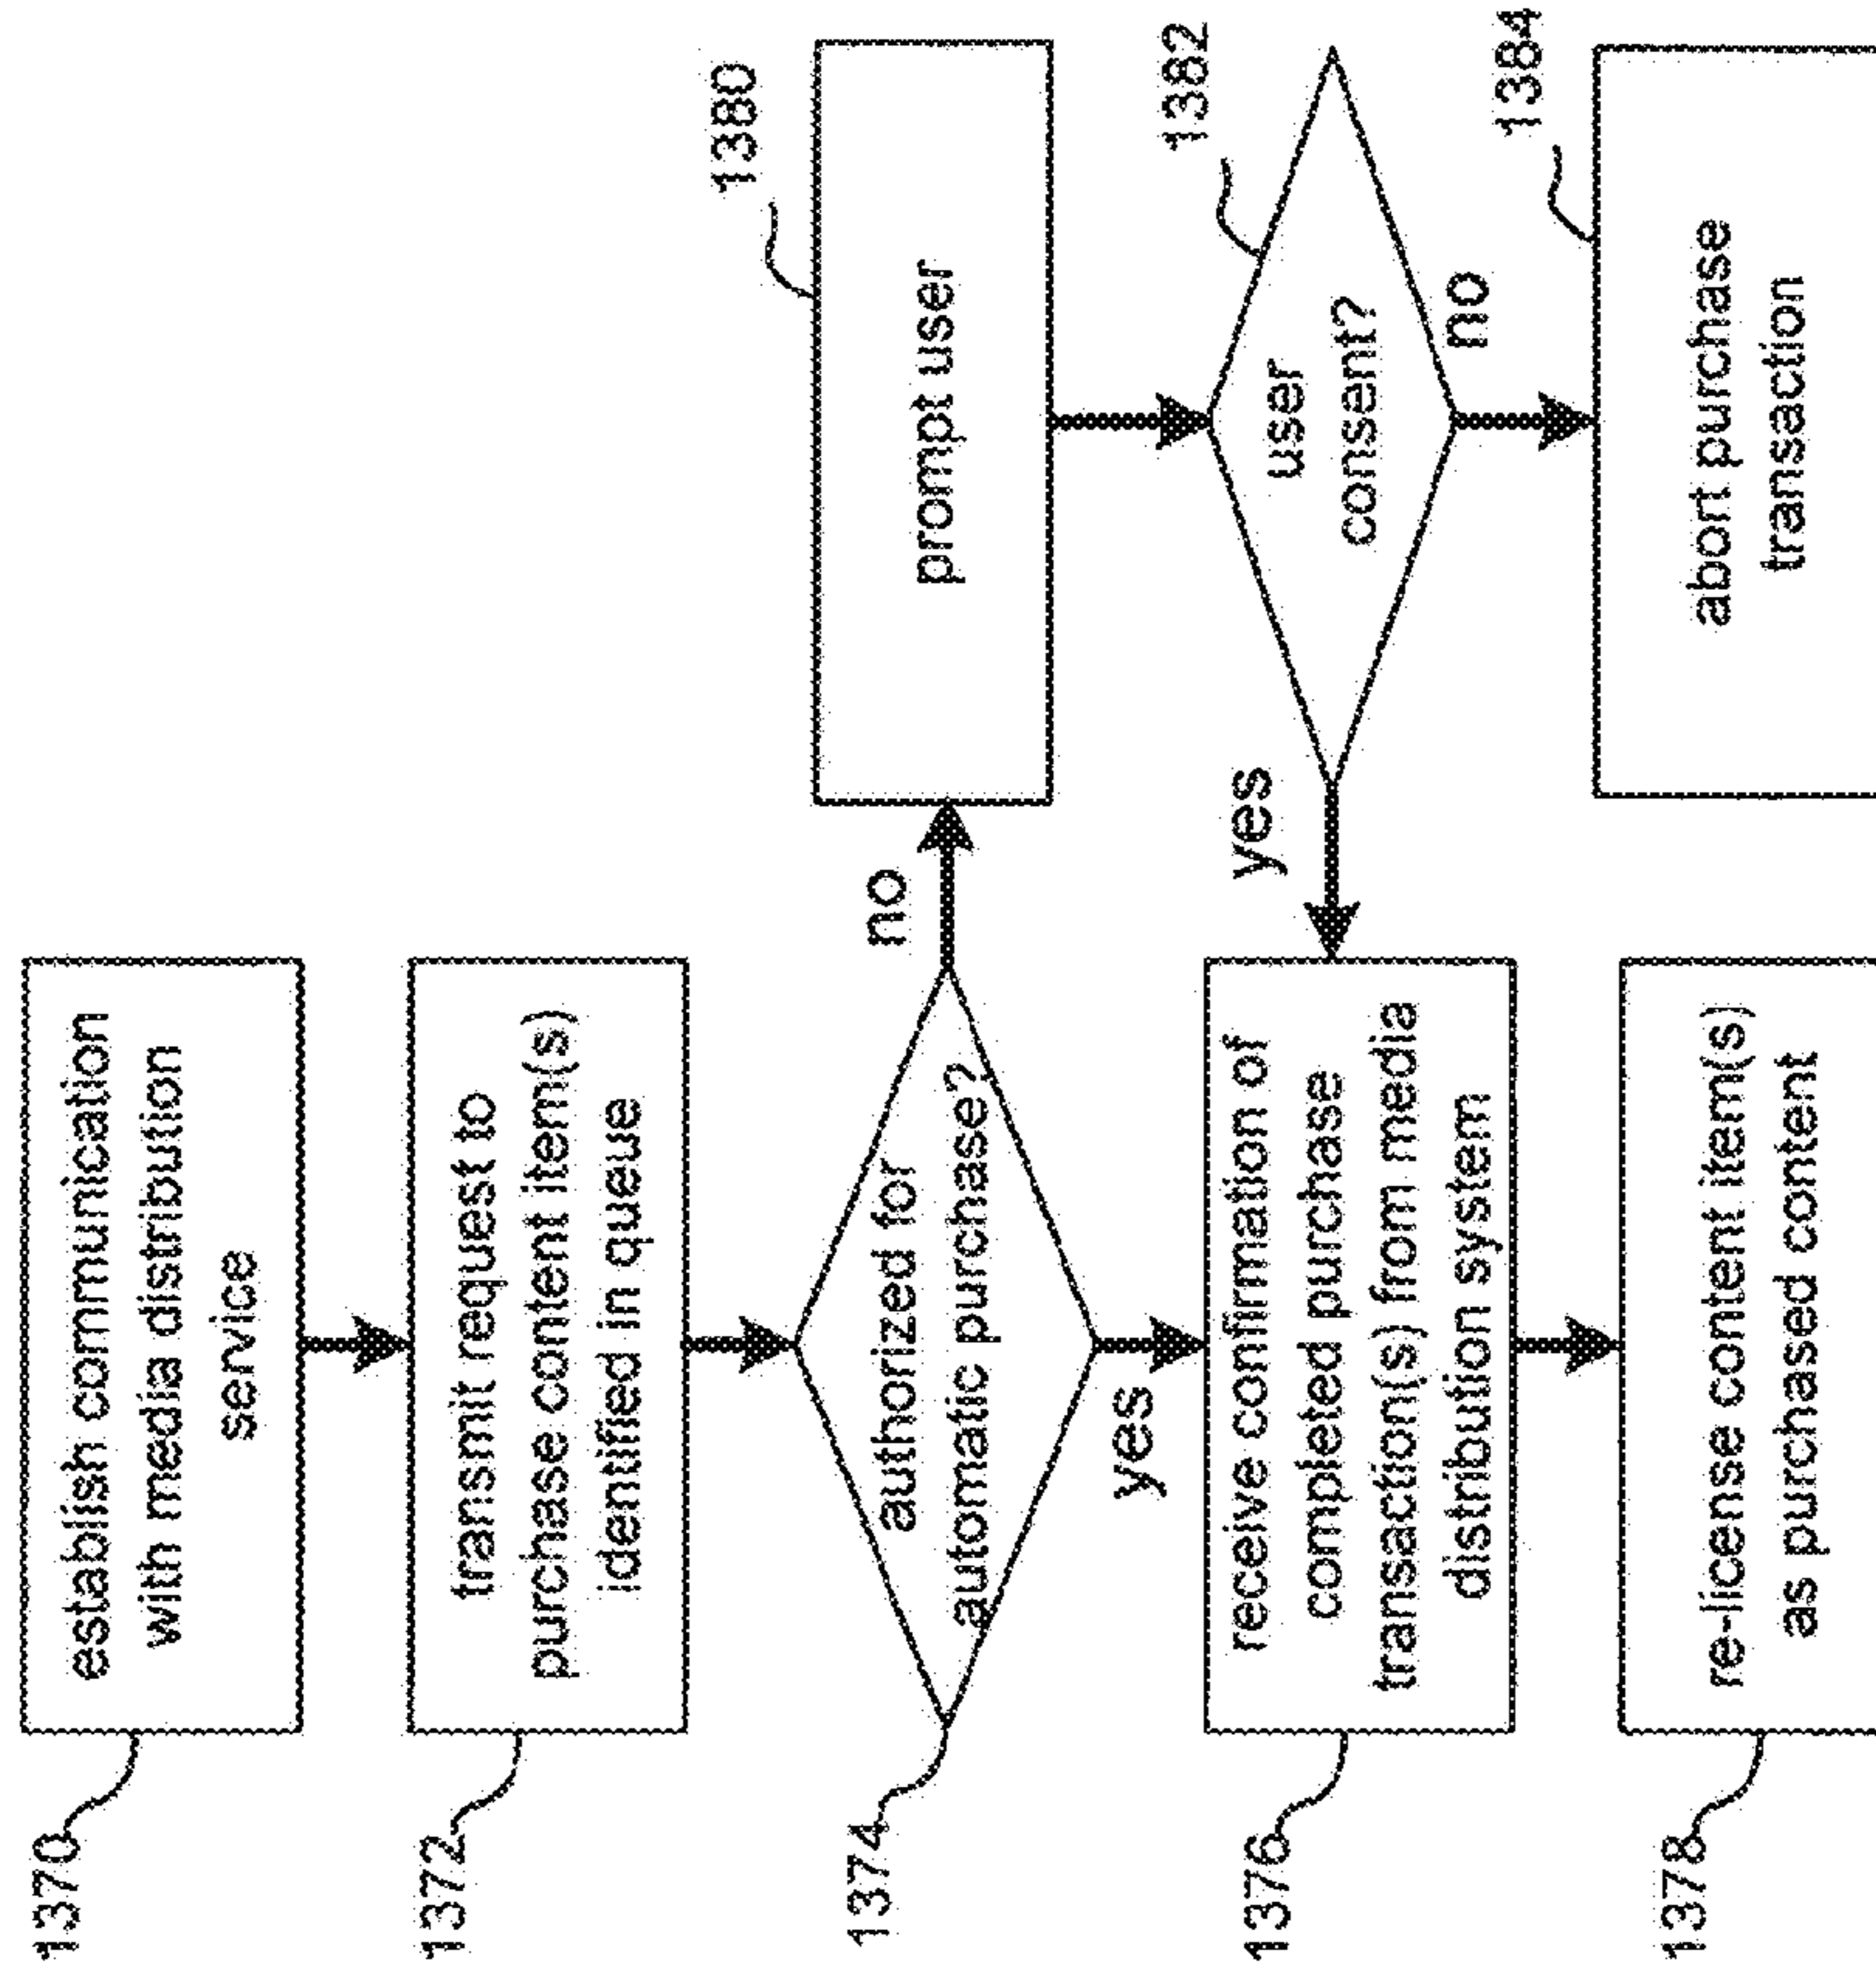 1370
establish communication
with media distribution
service
1372
transmit request to
purchase content item(s)
identified in queue
1374
authorized for
automatic purchase?
no
yes
1380
prompt user
1382
user
consent?
yes
no
1376
receive confirmation of
completed purchase
transaction(s) from media
distribution system
1384
abort purchase
transaction
1378
re-license content item(s)
as purchased content